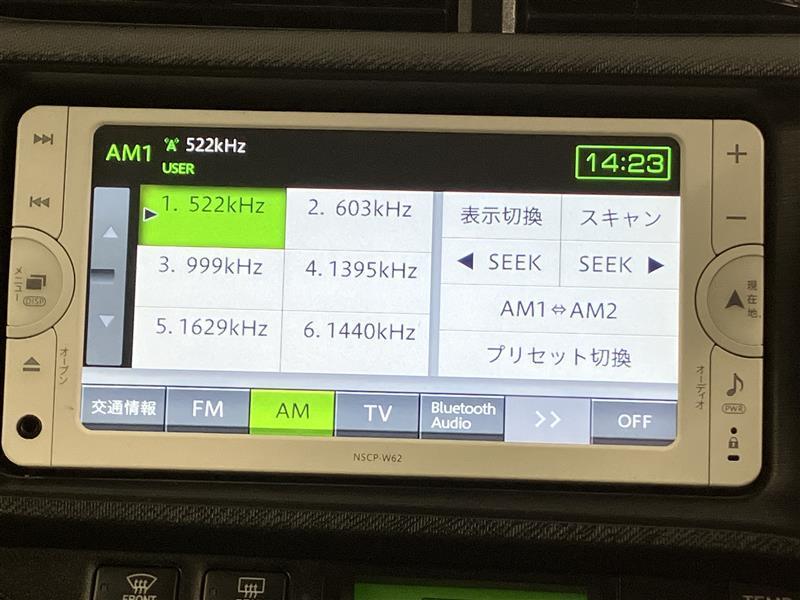 AM1 522kHz
USER
14:23
1. 522kHz
2. 603kHz
3. 999kHz
4. 1395kHz
5. 1629kHz
6. 1440kHz
表示切換
スキャン
◀ SEEK
SEEK ▶
AM1⇔AM2
プリセット切換
交通情報
FM
AM
TV
Bluetooth
Audio
>>
OFF
メニュー
DISP
オープン
現在地
オーディオ
PWR
NSCP-W62
FRONT